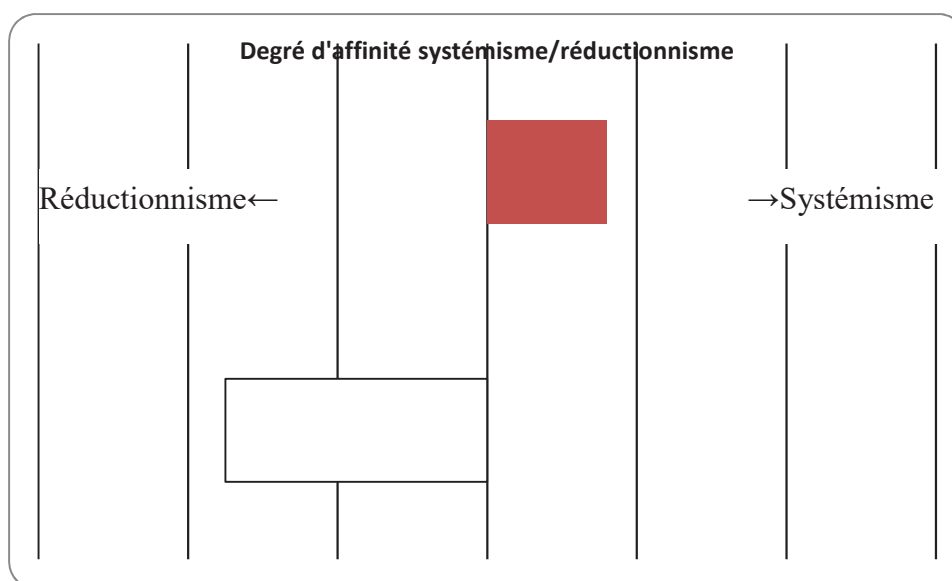 Degré d'affinité systémisme/réductionnisme
Réductionnisme←
→Systémisme